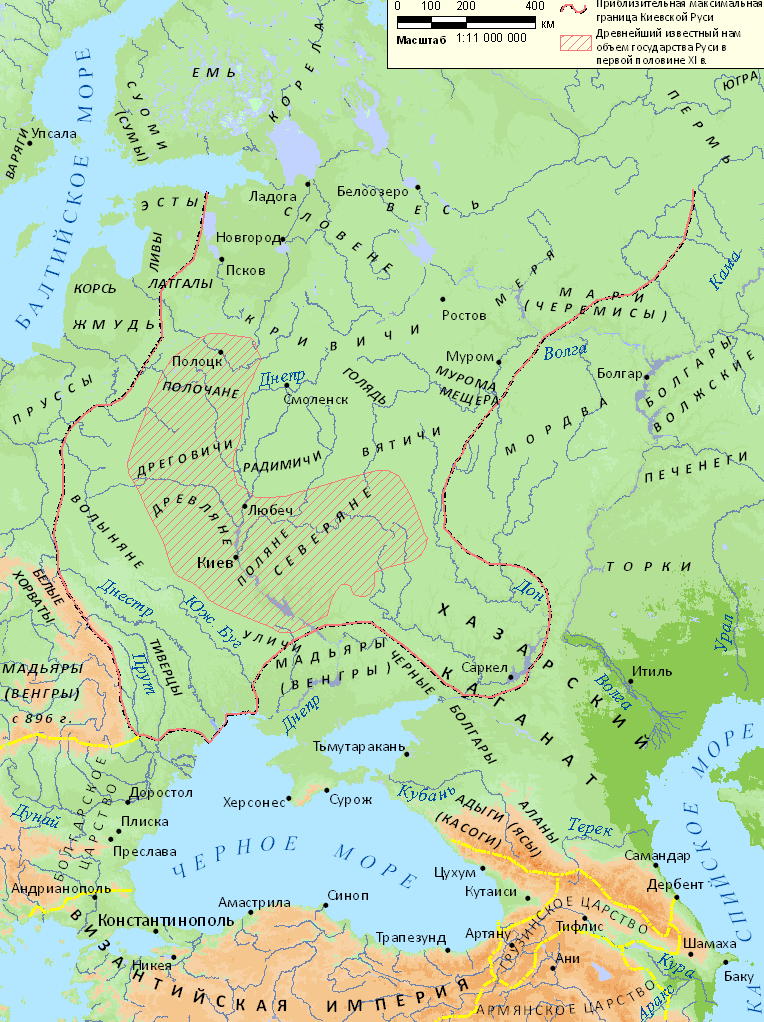 0 100 200 400
км
Масштаб 1:11 000 000
Приблизительная максимальная
граница Киевской Руси
Древнейший известный нам
объем государства Руси в
первой половине XI в.
ЕМЬ
КОРЕЛА
СУОМИ
(СУМЫ)
ЮГРА
ПЕРМЬ
ВАРЯГИ
Упсала
БАЛТИЙСКОЕ МОРЕ
ЭСТЫ
Ладога
Белоозеро
ВЕСЬ
СЛОВЕНЕ
Новгород
Псков
ЛИВЫ
ЛАТГАЛЫ
КОРСЬ
ЖМУДЬ
МЕРЯ
Кама
МАРИ
(ЧЕРЕМИСЫ)
Ростов
КРИВИЧИ
Полоцк
ПОЛОЧАНЕ
Днепр
Смоленск
ГОЛЯДЬ
Муром
МУРОМА
МЕЩЕРА
Волга
Болгар
БОЛГАРЫ
ВОЛЖСКИЕ
ПРУССЫ
МОРДВА
ДРЕГОВИЧИ
РАДИМИЧИ
ВЯТИЧИ
ПЕЧЕНЕГИ
ВОЛЫНЯНЕ
ДРЕВЛЯНЕ
Любеч
ПОЛЯНЕ
СЕВЕРЯНЕ
Киев
ТОРКИ
БЕЛЫЕ
ХОРВАТЫ
Днестр
Юж. Буг
Дон
Урал
УЛИЧИ
МАДЬЯРЫ
(ВЕНГРЫ)
ХАЗАРСКИЙ
КАГАНАТ
ТИВЕРЦЫ
Прут
МАДЬЯРЫ
(ВЕНГРЫ)
с 896 г.
ЧЕРНЫЕ БОЛГАРЫ
Саркел
Итиль
Волга
Днепр
Тьмутаракань
БОЛГАРСКОЕ
ЦАРСТВО
Доростол
Херсонес
Сурож
Кубань
АДЫГИ
(КАСОГИ)
АЛАНЫ
(ЯСЫ)
Терек
Дунай
Плиска
Преслава
ЧЕРНОЕ МОРЕ
КАСПИЙСКОЕ МОРЕ
Самандар
Дербент
Цухум
Кутаиси
Андрианополь
Константинополь
Амастрила
Синоп
Никея
Трапезунд
Артяну
Тифлис
ГРУЗИНСКОЕ ЦАРСТВО
Ани
Шамаха
Баку
Кура
Аракс
ВИЗАНТИЙСКАЯ ИМПЕРИЯ
АРМЯНСКОЕ ЦАРСТВО